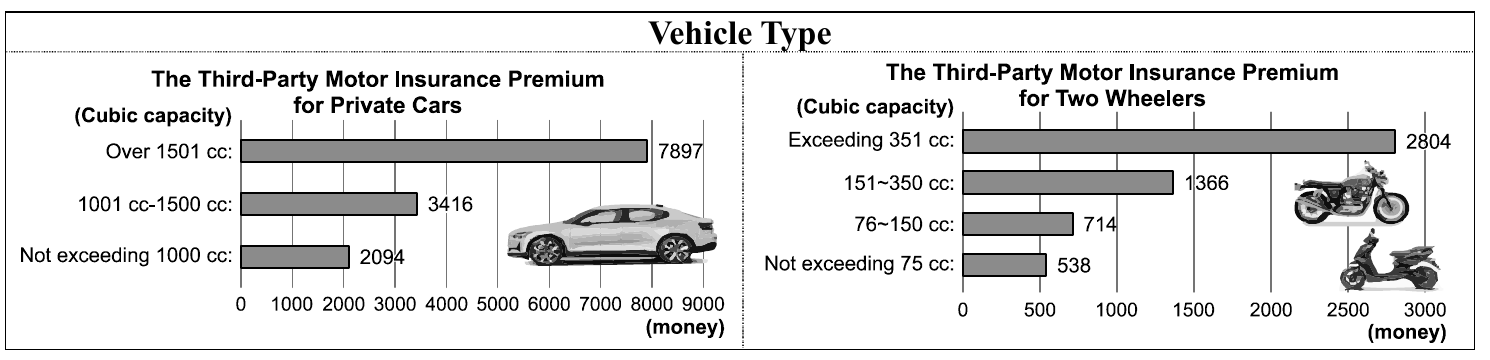 Vehicle Type
The Third-Party Motor Insurance Premium
for Private Cars
(Cubic capacity)
Over 1501 cc:
7897
1001 cc-1500 cc:
3416
Not exceeding 1000 cc:
2094
0 1000 2000 3000 4000 5000 6000 7000 8000 9000
(money)
The Third-Party Motor Insurance Premium
for Two Wheelers
(Cubic capacity)
Exceeding 351 cc:
2804
151~350 cc:
1366
76~150 cc:
714
Not exceeding 75 cc:
538
0 500 1000 1500 2000 2500 3000
(money)